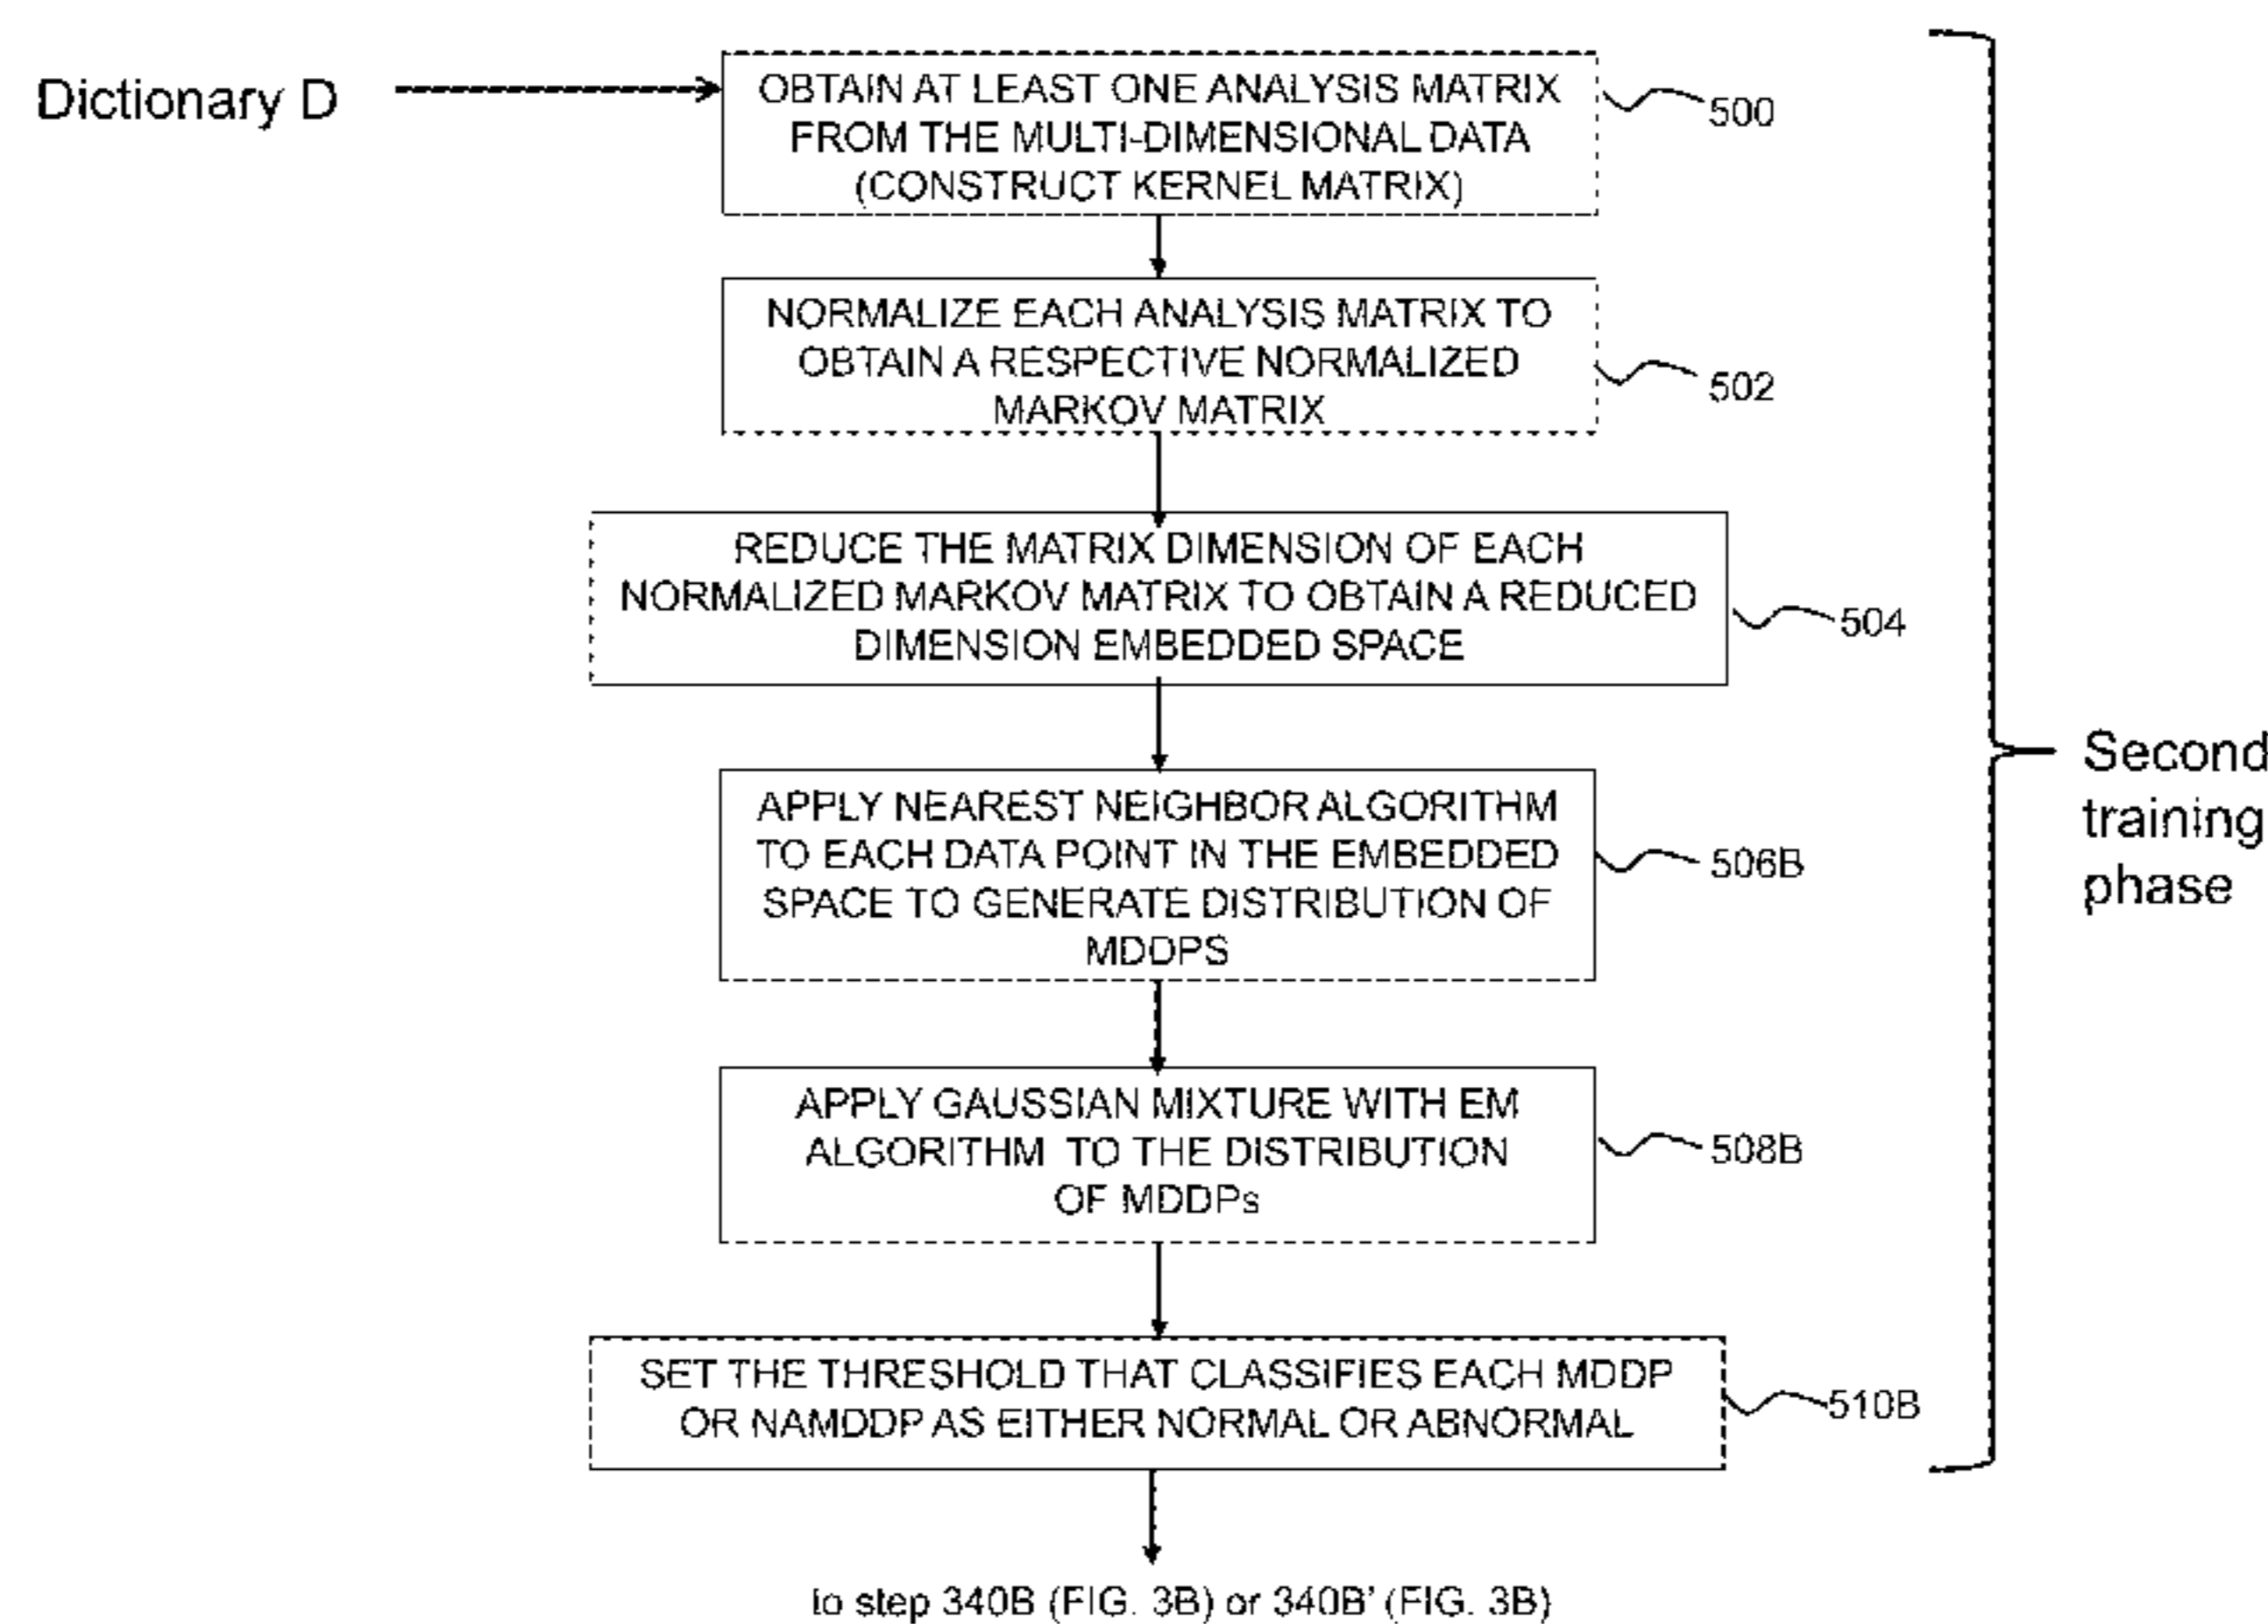 Dictionary D
OBTAIN AT LEAST ONE ANALYSIS MATRIX
FROM THE MULTI-DIMENSIONAL DATA
(CONSTRUCT KERNEL MATRIX)
500
NORMALIZE EACH ANALYSIS MATRIX TO
OBTAIN A RESPECTIVE NORMALIZED
MARKOV MATRIX
502
REDUCE THE MATRIX DIMENSION OF EACH
NORMALIZED MARKOV MATRIX TO OBTAIN A REDUCED
DIMENSION EMBEDDED SPACE
504
APPLY NEAREST NEIGHBOR ALGORITHM
TO EACH DATA POINT IN THE EMBEDDED
SPACE TO GENERATE DISTRIBUTION OF
MDDPS
506B
Second
training
phase
APPLY GAUSSIAN MIXTURE WITH EM
ALGORITHM TO THE DISTRIBUTION
OF MDDPs
508B
SET THE THRESHOLD THAT CLASSIFIES EACH MDDP
OR NAMDDP AS EITHER NORMAL OR ABNORMAL
510B
to step 340B (FIG. 3B) or 340B' (FIG. 3B)